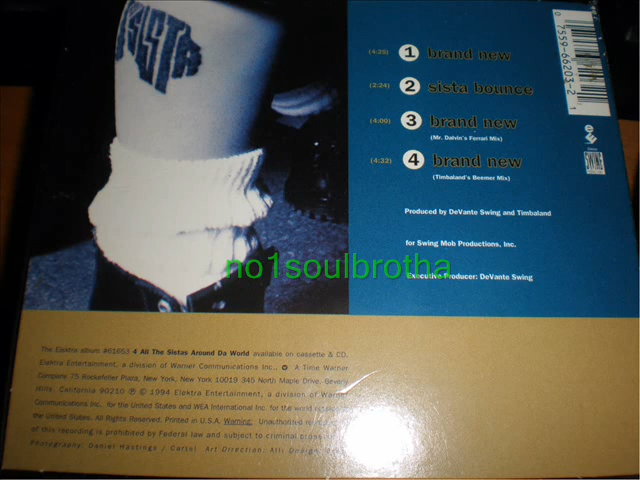 SISTA
(4:25) 1 brand new
(3:24) 2 sista bounce
(4:00) 3 brand new
(Mr. Dalvin's Ferrari Mix)
(4:22) 4 brand new
(Timbaland's Beemer Mix)
0 7559-66203-2 1
SWING
Produced by DeVante Swing and Timbaland
for Swing Mob Productions, Inc.
Executive Producer: DeVante Swing
no1soulbrotha
The Elektra album #61653 4 All The Sistas Around Da World available on cassette & CD.
Elektra Entertainment, a division of Warner Communications Inc., A Time Warner
Company 75 Rockefeller Plaza, New York, New York 10019 345 North Maple Drive, Beverly
Hills, California 90210 ℗ © 1994 Elektra Entertainment, a division of Warner
Communications Inc. for the United States and WEA International Inc. for the world outside
the United States. All Rights Reserved. Printed in U.S.A. Warning: Unauthorized
of this recording is prohibited by Federal law and subject to criminal
Photography: Daniel Hastings / Cartel Art Direction: Alli